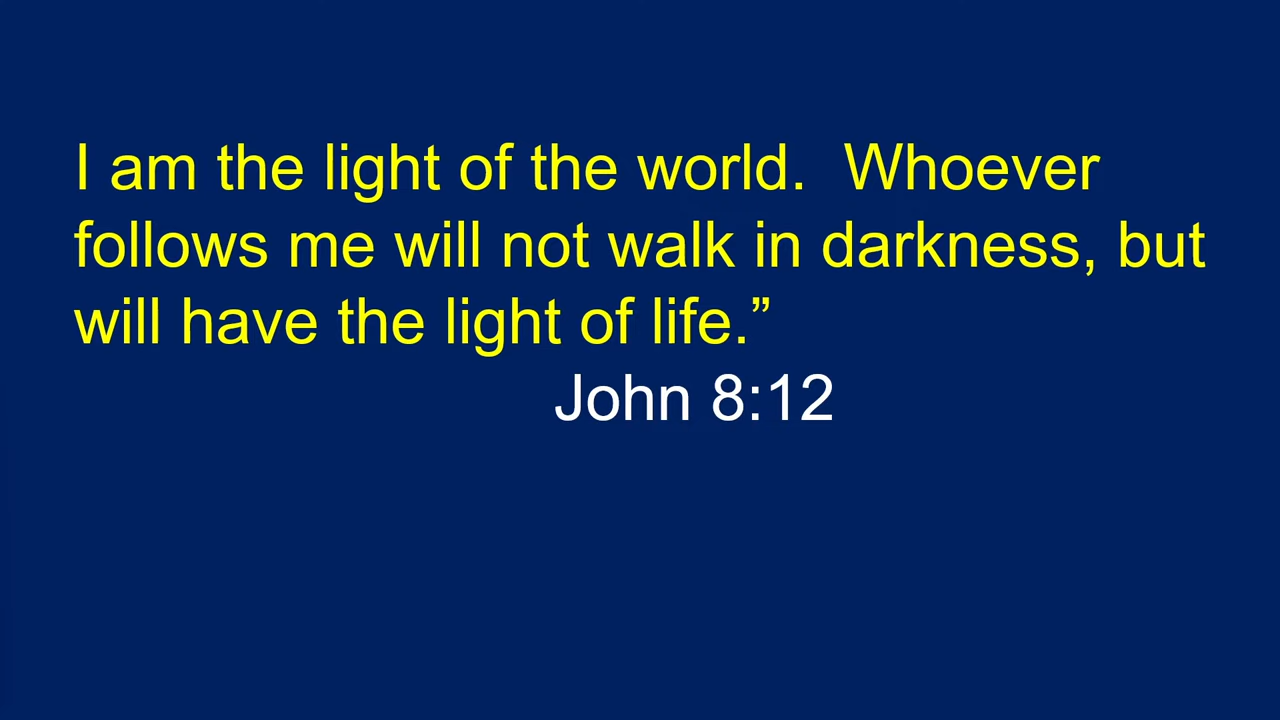 I am the light of the world.  Whoever
follows me will not walk in darkness, but
will have the light of life.”
John 8:12